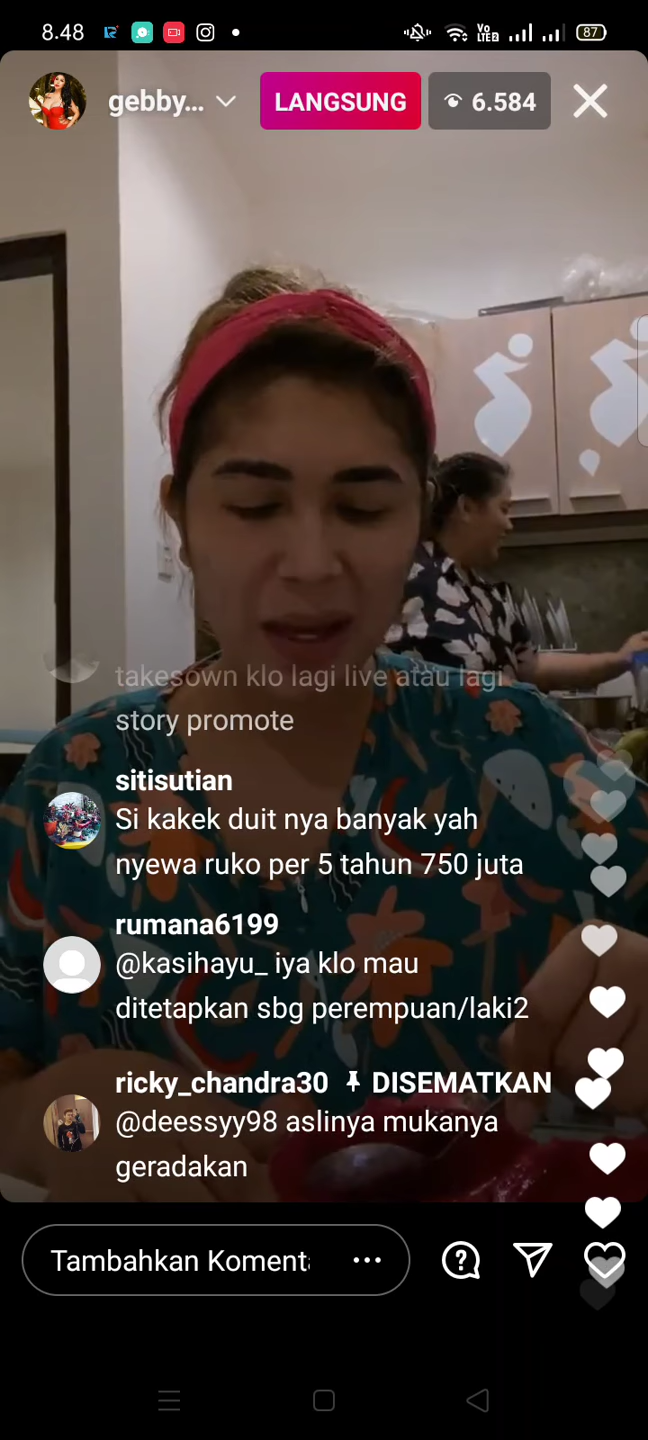 8.48
Vo
LTE2
87
gebby...
LANGSUNG
6.584
takesown klo lagi live atau lagi
story promote
sitisutian
Si kakek duit nya banyak yah
nyewa ruko per 5 tahun 750 juta
rumana6199
@kasihayu_ iya klo mau
ditetapkan sbg perempuan/laki2
ricky_chandra30 DISEMATKAN
@deessyy98 aslinya mukanya
geradakan
Tambahkan Koment